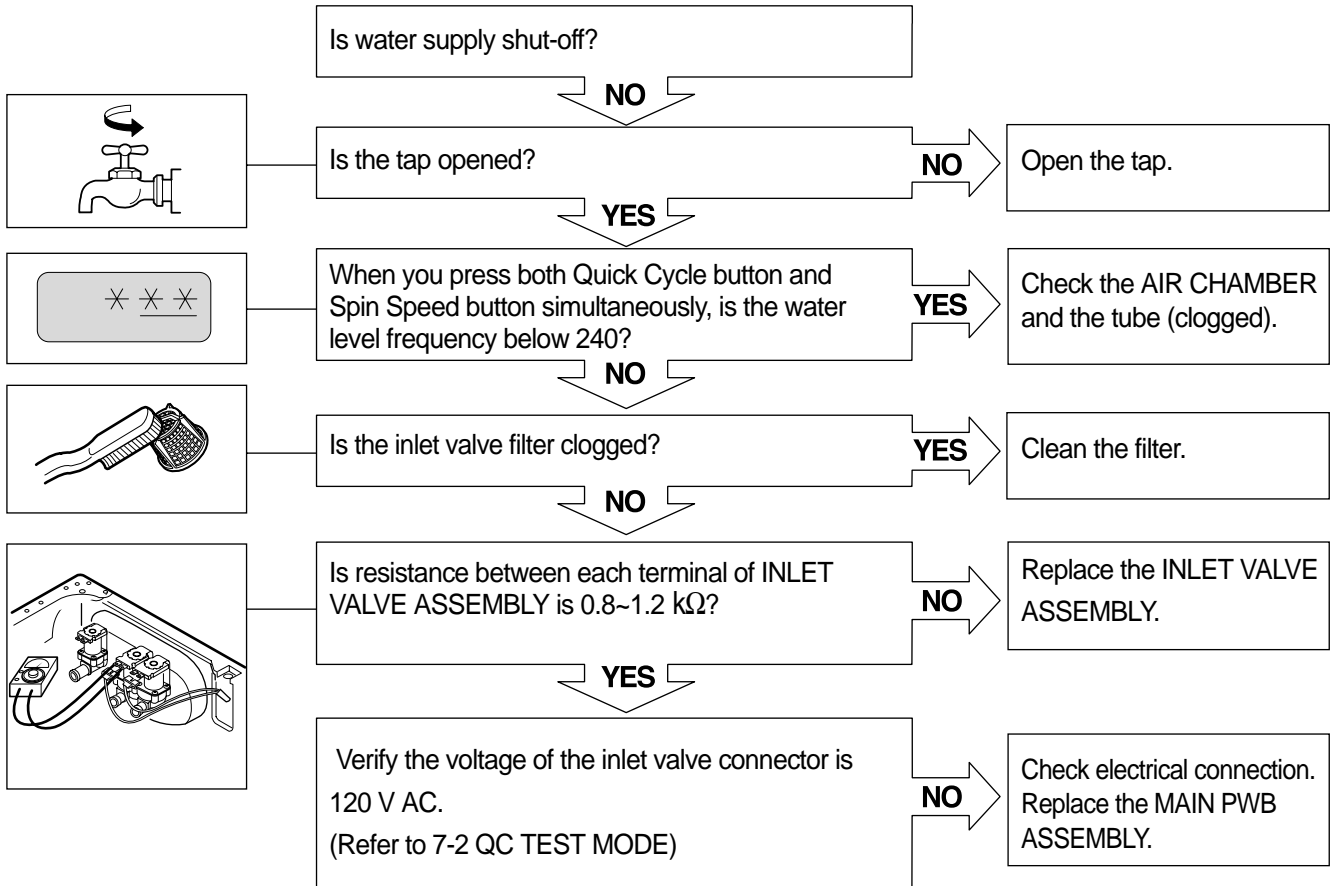 Is water supply shut-off?
NO
Is the tap opened?
NO
Open the tap.
YES
When you press both Quick Cycle button and
Spin Speed button simultaneously, is the water
level frequency below 240?
YES
Check the AIR CHAMBER
and the tube (clogged).
NO
Is the inlet valve filter clogged?
YES
Clean the filter.
NO
Is resistance between each terminal of INLET
VALVE ASSEMBLY is 0.8~1.2 kΩ?
NO
Replace the INLET VALVE
ASSEMBLY.
YES
Verify the voltage of the inlet valve connector is
120 V AC.
(Refer to 7-2 QC TEST MODE)
NO
Check electrical connection.
Replace the MAIN PWB
ASSEMBLY.